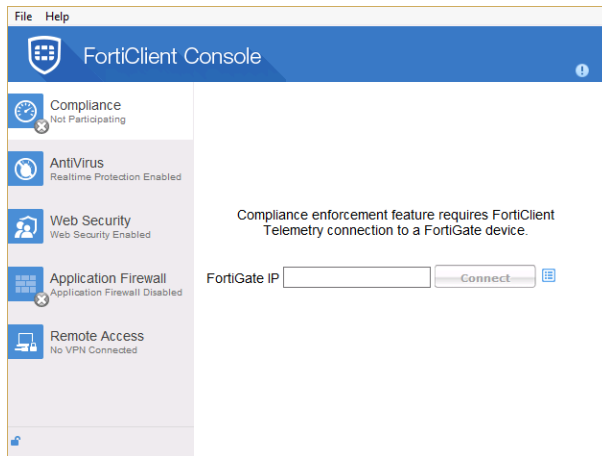 File Help
FortiClient Console
Compliance
Not Participating
AntiVirus
Realtime Protection Enabled
Web Security
Web Security Enabled
Application Firewall
Application Firewall Disabled
Remote Access
No VPN Connected
Compliance enforcement feature requires FortiClient
Telemetry connection to a FortiGate device.
FortiGate IP Connect